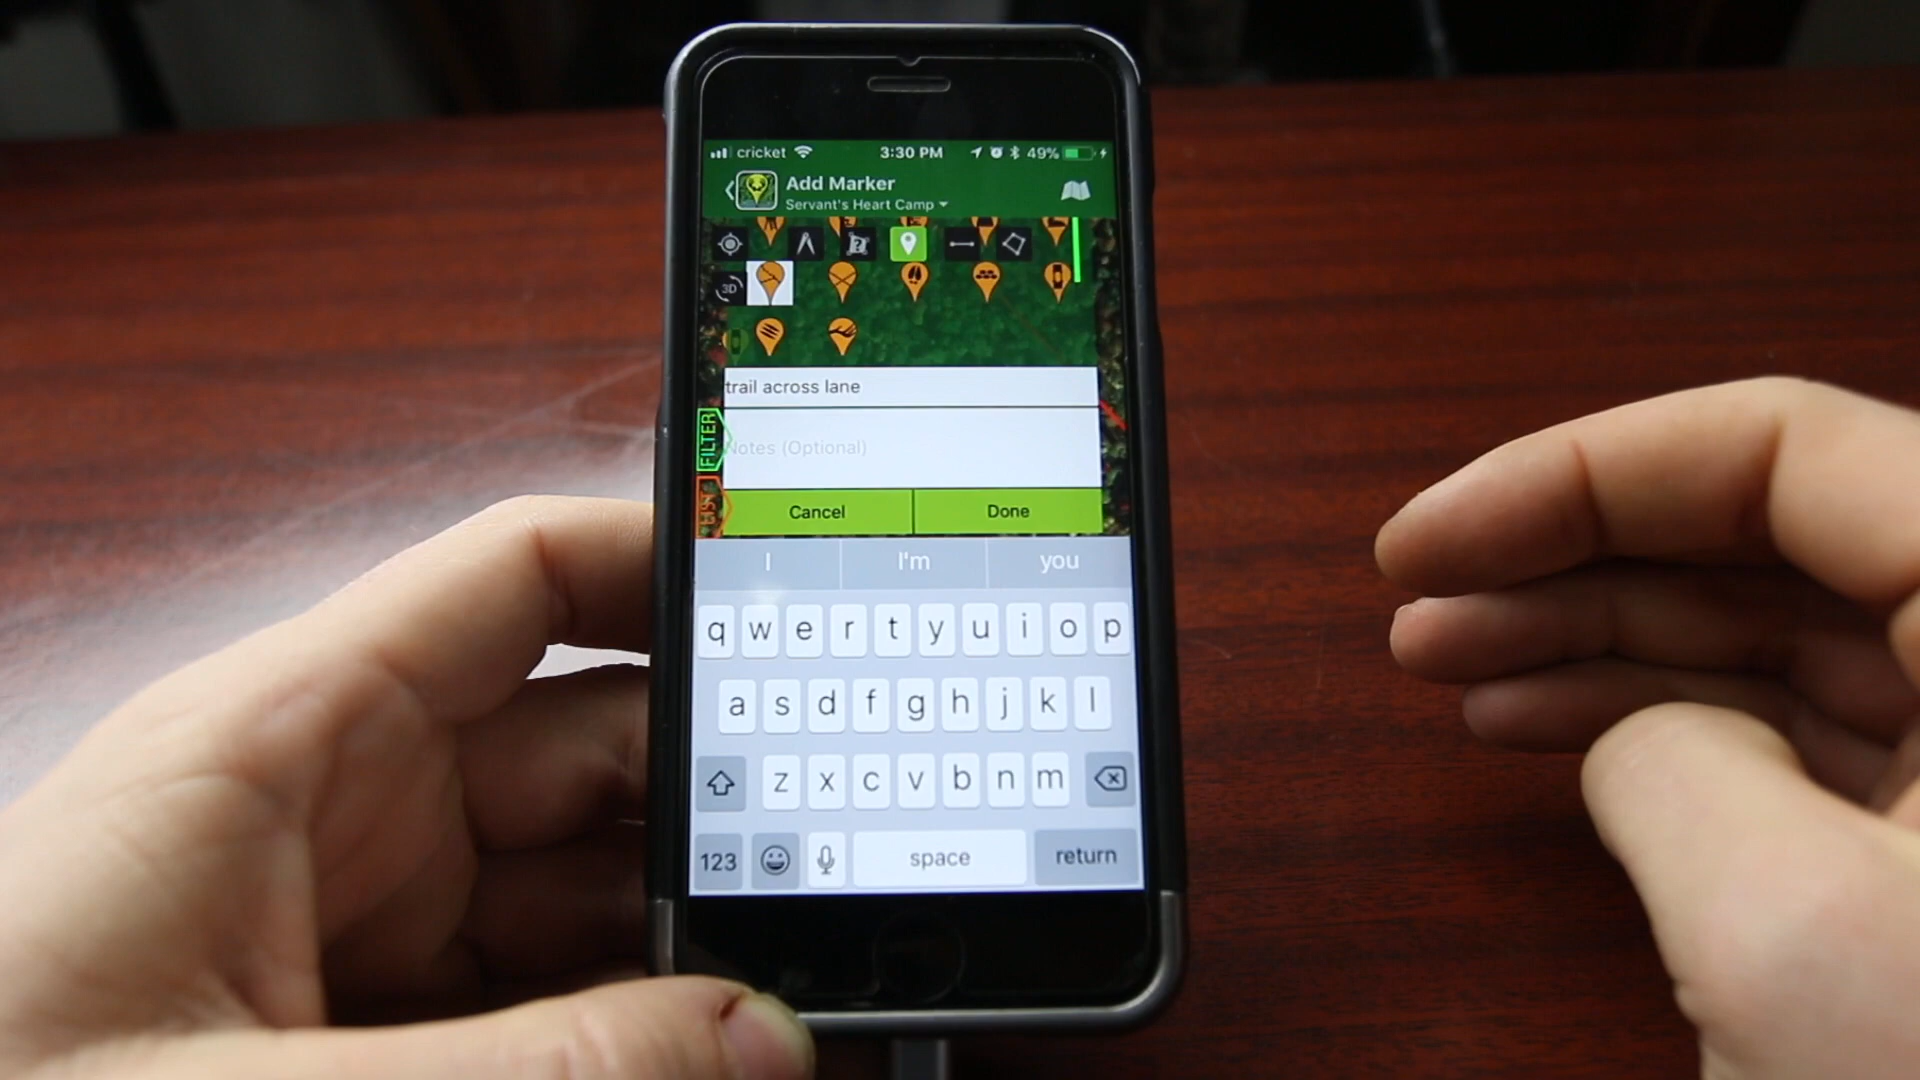 cricket 3:30 PM 49%
Add Marker
Servant's Heart Camp
?
3D
trail across lane
FILTER
Notes (Optional)
LIST
Cancel Done
I I'm you
q w e r t y u i o p
a s d f g h j k l
z x c v b n m
123 space return